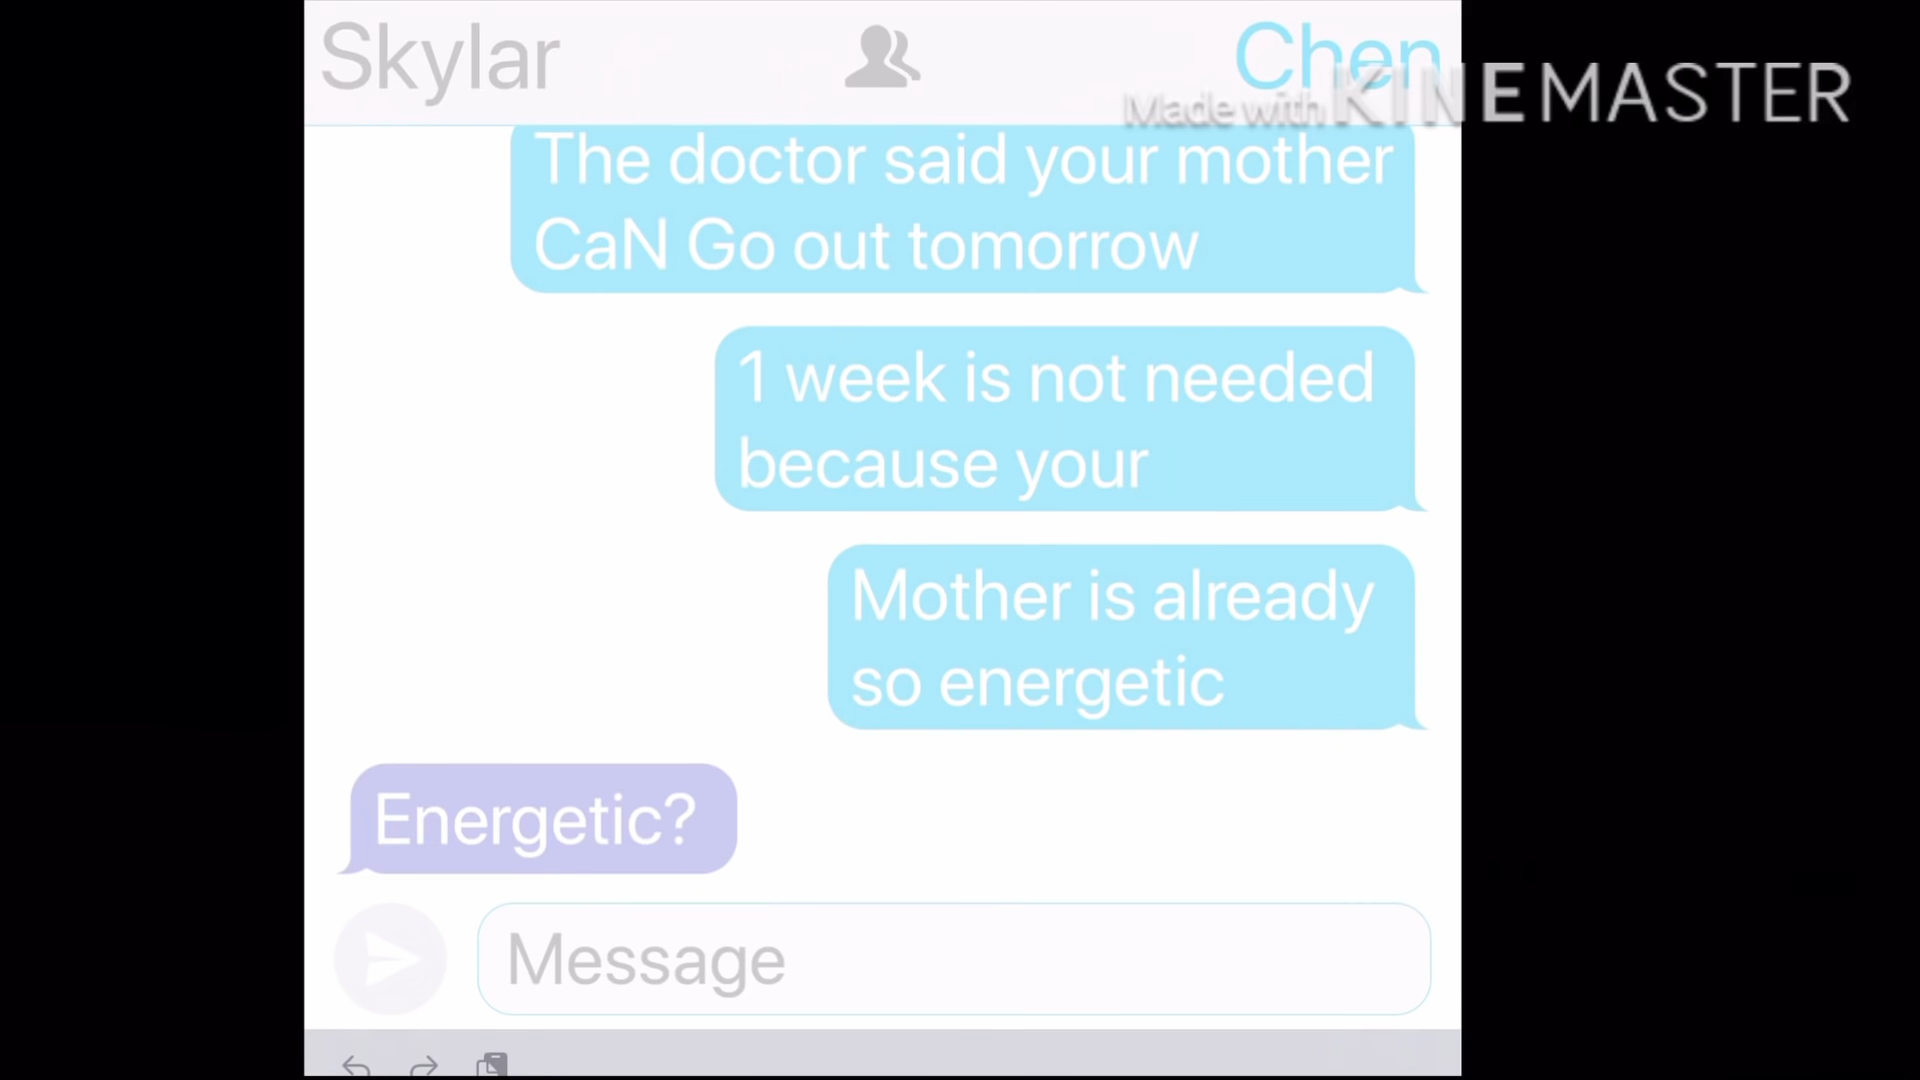 Skylar
Chen
Made with KINEMASTER
The doctor said your mother
CaN Go out tomorrow
1 week is not needed
because your
Mother is already
so energetic
Energetic?
Message